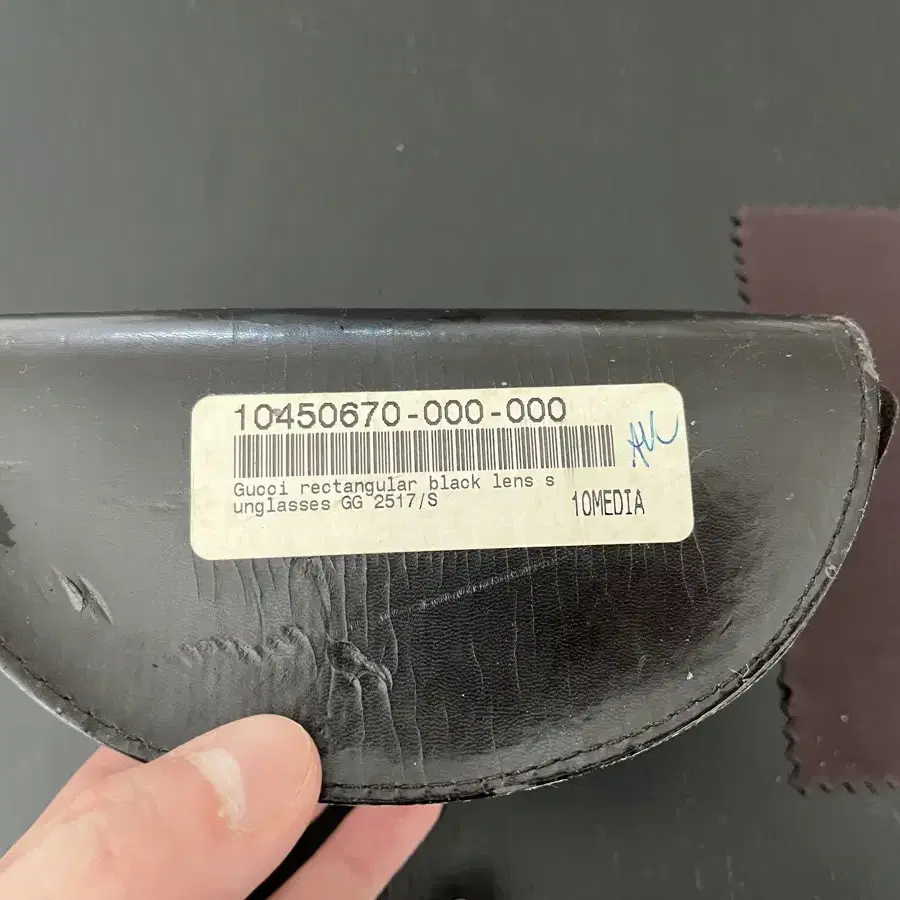 10450670-000-000
Gucci rectangular black lens s
unglasses GG 2517/S
10MEDIA